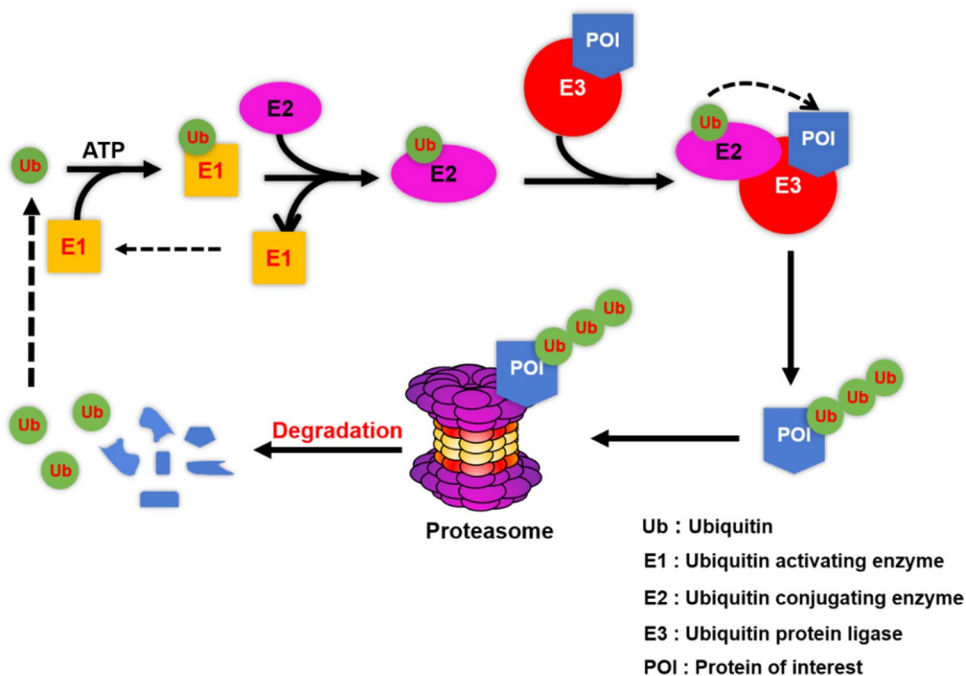 POI
E3
E2
Ub
ATP
Ub
E1
Ub
E2
Ub
E2
POI
E3
E1
E1
Ub
Ub
Ub
POI
Ub
Ub
Ub
POI
Ub
Ub
Ub
Degradation
Proteasome
Ub : Ubiquitin
E1 : Ubiquitin activating enzyme
E2 : Ubiquitin conjugating enzyme
E3 : Ubiquitin protein ligase
POI : Protein of interest